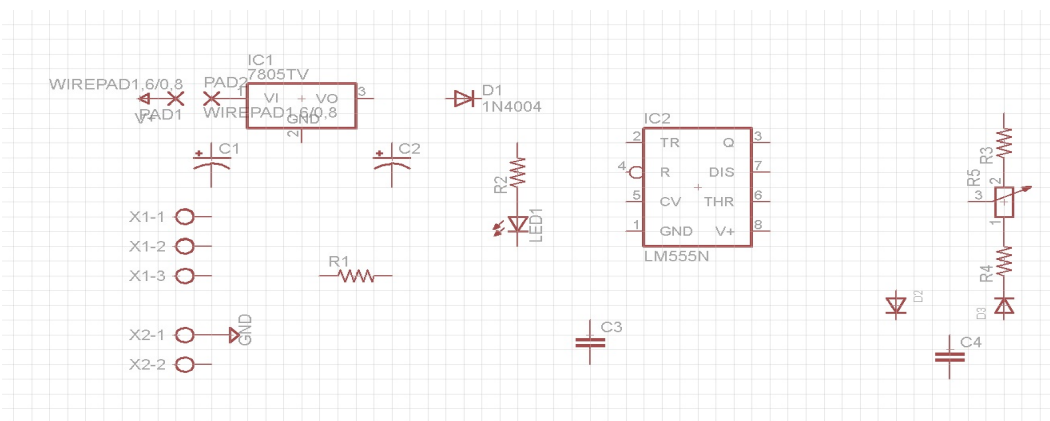 IC1
7805TV
WIREPAD1,6/0,8
PAD2
1
VI
VO
3
PAD1
V+
WIREPAD1,6/0,8
GND
2
D1
1N4004
C1
C2
R2
LED1
X1-1
X1-2
X1-3
R1
X2-1
GND
X2-2
IC2
2
TR
Q
3
4
R
DIS
7
5
CV
THR
6
1
GND
V+
8
LM555N
C3
R3
R5
2
3
1
R4
D2
D3
C4